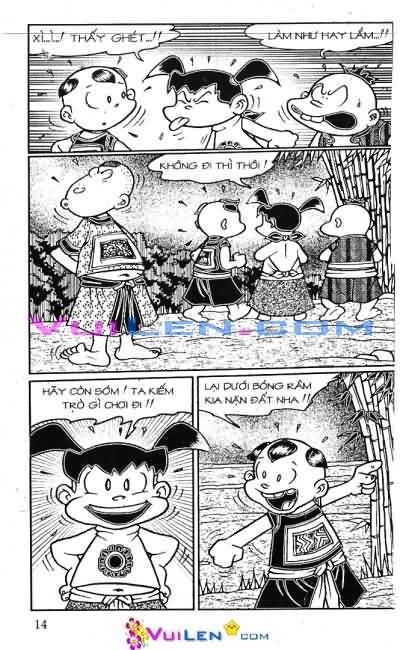 XÌ...Ì...! THẤY GHÉT...!!
LÀM NHƯ HAY LẮM...!!
KHÔNG ĐI THÌ THÔI !
VUILEN.COM
HÃY CÒN SỚM ! TA KIẾM
TRÒ GÌ CHƠI ĐI !!
LẠI DƯỚI BÓNG RÂM
KIA NẶN ĐẤT NHA !!
14
VUILEN.COM